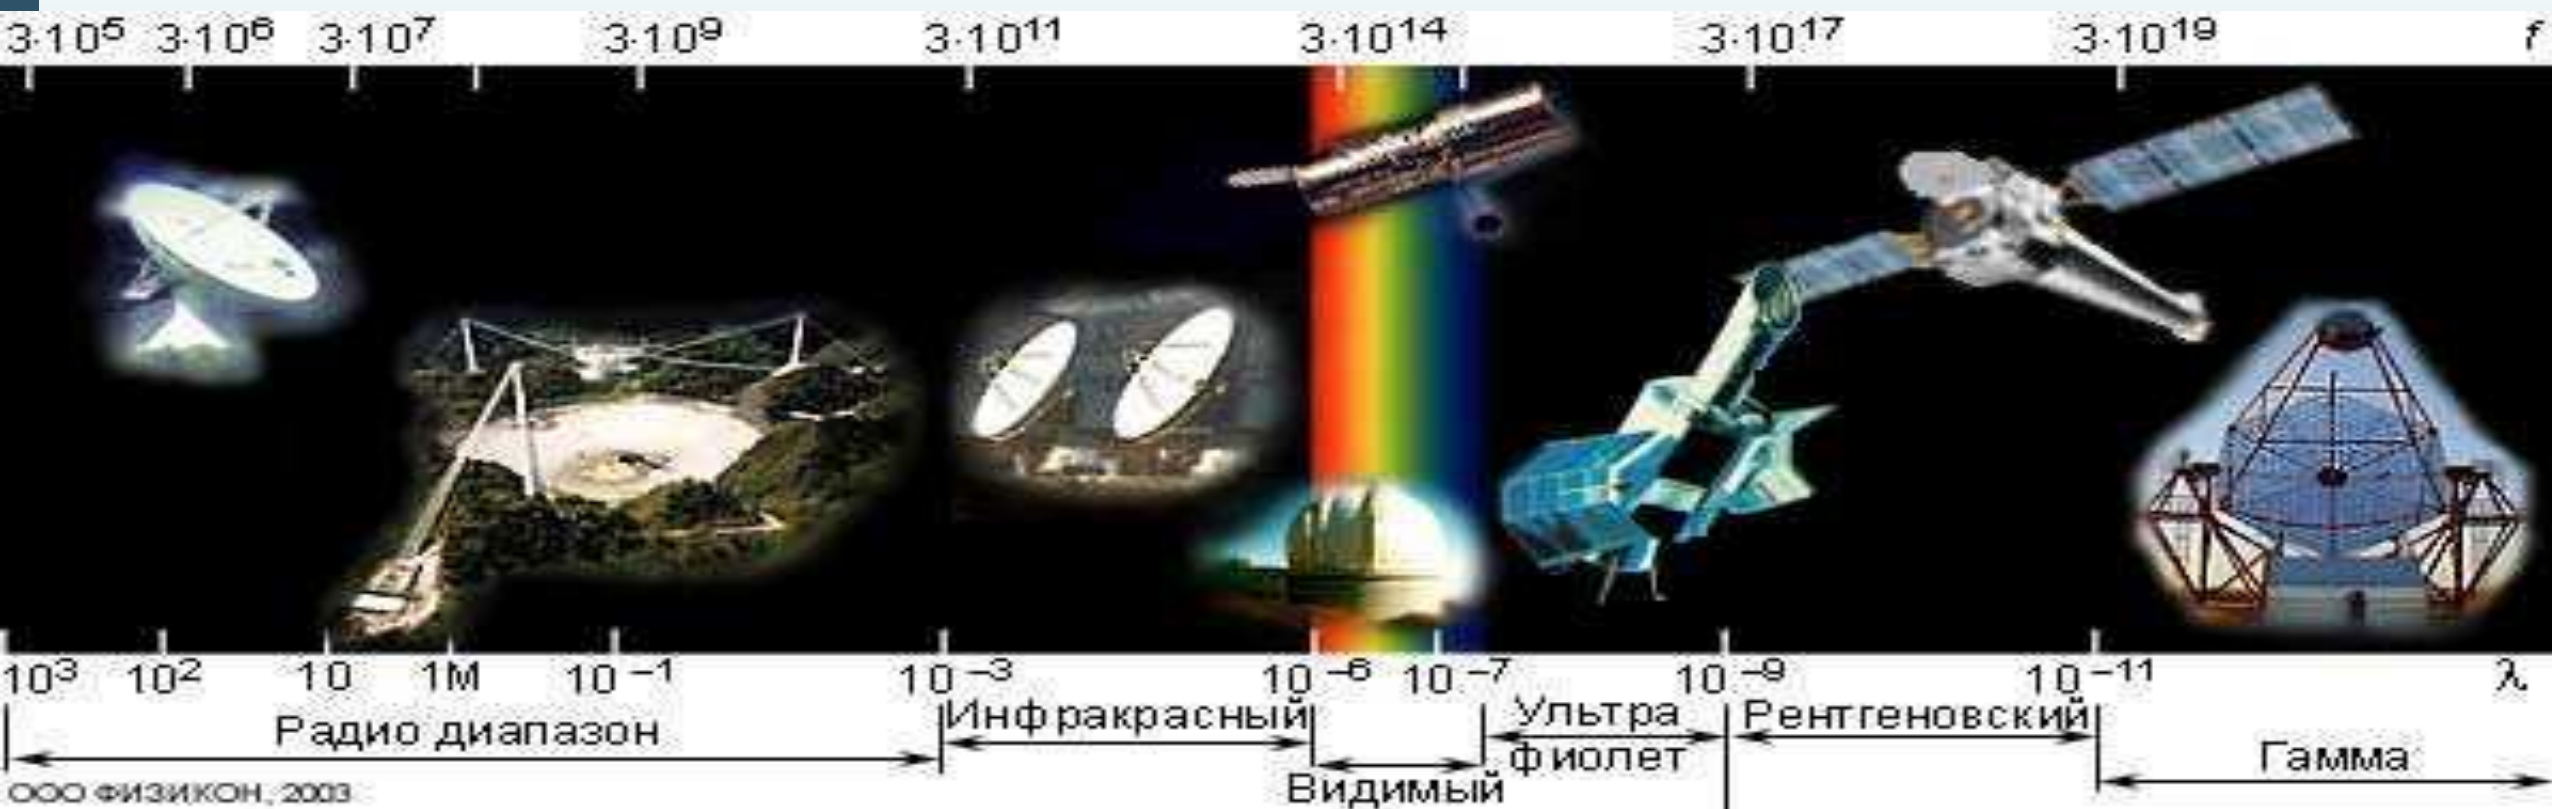 3·10⁵ 3·10⁶ 3·10⁷ 3·10⁹ 3·10¹¹ 3·10¹⁴ 3·10¹⁷ 3·10¹⁹ f
10³ 10² 10 1М 10⁻¹ 10⁻³ 10⁻⁶ 10⁻⁷ 10⁻⁹ 10⁻¹¹ λ
Радио диапазон
Инфракрасный
Видимый
Ультра
фиолет
Рентгеновский
Гамма
ООО ФИЗИКОН, 2003